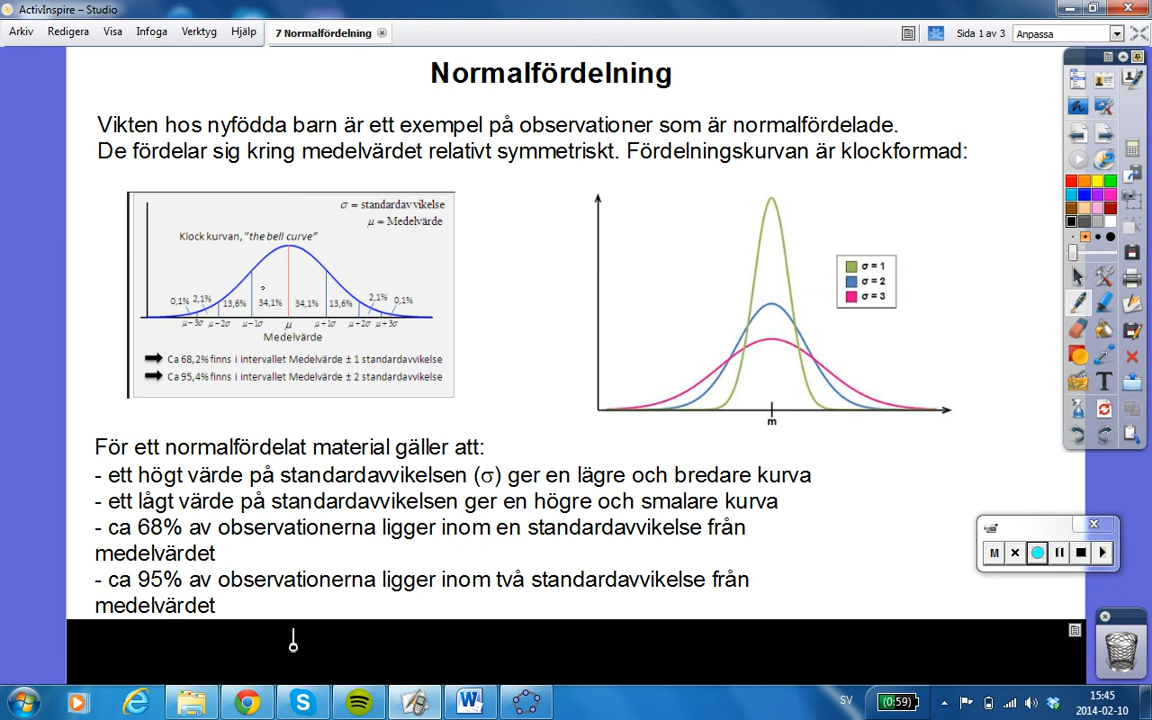 ActivInspire – Studio
Arkiv Redigera Visa Infoga Verktyg Hjälp 7 Normalfördelning Sida 1 av 3 Anpassa
Normalfördelning
Vikten hos nyfödda barn är ett exempel på observationer som är normalfördelade.
De fördelar sig kring medelvärdet relativt symmetriskt. Fördelningskurvan är klockformad:
σ = standardavvikelse
μ = Medelvärde
Klock kurvan, "the bell curve"
0,1% 2,1% 13,6% 34,1% 34,1% 13,6% 2,1% 0,1%
μ−3σ μ−2σ μ−1σ μ μ+1σ μ+2σ μ+3σ
Medelvärde
Ca 68,2% finns i intervallet Medelvärde ± 1 standardavvikelse
Ca 95,4% finns i intervallet Medelvärde ± 2 standardavvikelse
σ = 1
σ = 2
σ = 3
m
För ett normalfördelat material gäller att:
- ett högt värde på standardavvikelsen (σ) ger en lägre och bredare kurva
- ett lågt värde på standardavvikelsen ger en högre och smalare kurva
- ca 68% av observationerna ligger inom en standardavvikelse från
medelvärdet
- ca 95% av observationerna ligger inom två standardavvikelse från
medelvärdet
M
SV (0:59) 15:45
2014-02-10